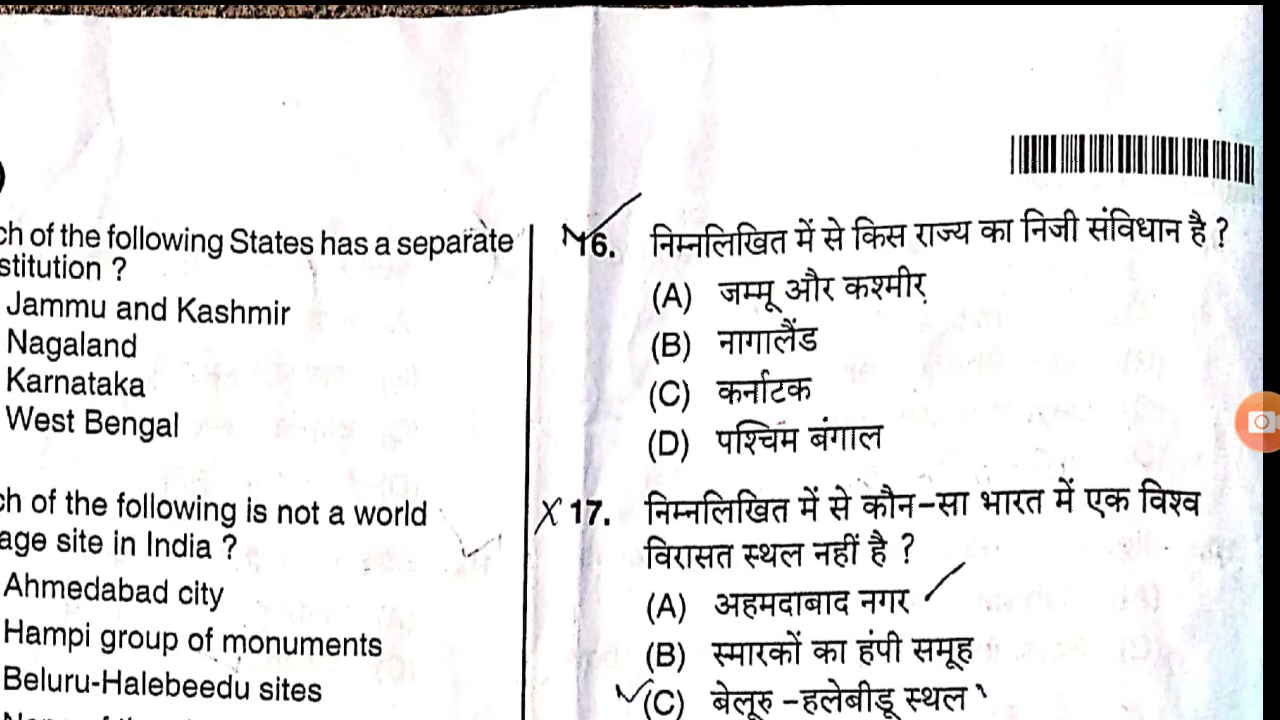 ch of the following States has a separate
stitution ?
Jammu and Kashmir
Nagaland
Karnataka
West Bengal
ch of the following is not a world
age site in India ?
Ahmedabad city
Hampi group of monuments
Beluru-Halebeedu sites
16. निम्नलिखित में से किस राज्य का निजी संविधान है ?
(A) जम्मू और कश्मीर
(B) नागालैंड
(C) कर्नाटक
(D) पश्चिम बंगाल
17. निम्नलिखित में से कौन-सा भारत में एक विश्व
विरासत स्थल नहीं है ?
(A) अहमदाबाद नगर
(B) स्मारकों का हंपी समूह
(C) बेलूरु -हलेबीडू स्थल